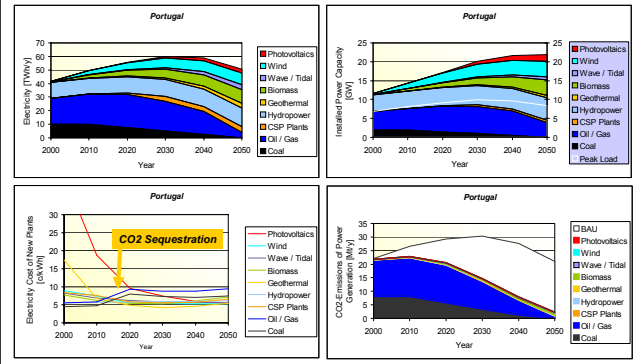 Portugal
Electricity [TWh/y]
70
60
50
40
30
20
10
0
2000 2010 2020 2030 2040 2050
Year
Photovoltaics
Wind
Wave / Tidal
Biomass
Geothermal
Hydropower
CSP Plants
Oil / Gas
Coal
Portugal
Installed Power Capacity
[GW]
25
20
15
10
5
0
25
20
15
10
5
0
2000 2010 2020 2030 2040 2050
Year
Photovoltaics
Wind
Wave / Tidal
Biomass
Geothermal
Hydropower
CSP Plants
Oil / Gas
Coal
Peak Load
Portugal
Electricity Cost of New Plants
[c/kWh]
30
25
20
15
10
5
0
CO2 Sequestration
2000 2010 2020 2030 2040 2050
Year
Photovoltaics
Wind
Wave / Tidal
Biomass
Geothermal
Hydropower
CSP Plants
Oil / Gas
Coal
Portugal
CO2-Emissions of Power
Generation [Mt/y]
35
30
25
20
15
10
5
0
2000 2010 2020 2030 2040 2050
Year
BAU
Photovoltaics
Wind
Wave / Tidal
Biomass
Geothermal
Hydropower
CSP Plants
Oil / Gas
Coal